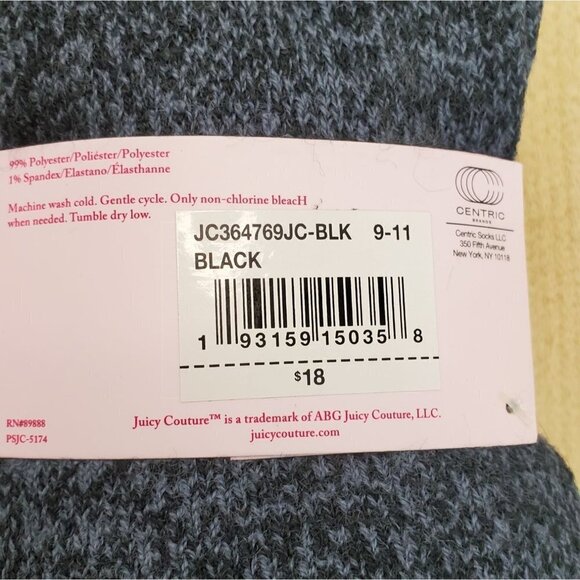 99% Polyester/Poliéster/Polyester
1% Spandex/Elastano/Élasthanne
Machine wash cold. Gentle cycle. Only non-chlorine bleacH
when needed. Tumble dry low.
CENTRIC
BRANDS
Centric Socks LLC
350 Fifth Avenue
New York, NY 10118
JC364769JC-BLK 9-11
BLACK
1 93159 15035 8
$18
RN#89888
PSJC-5174
Juicy Couture™ is a trademark of ABG Juicy Couture, LLC.
juicycouture.com